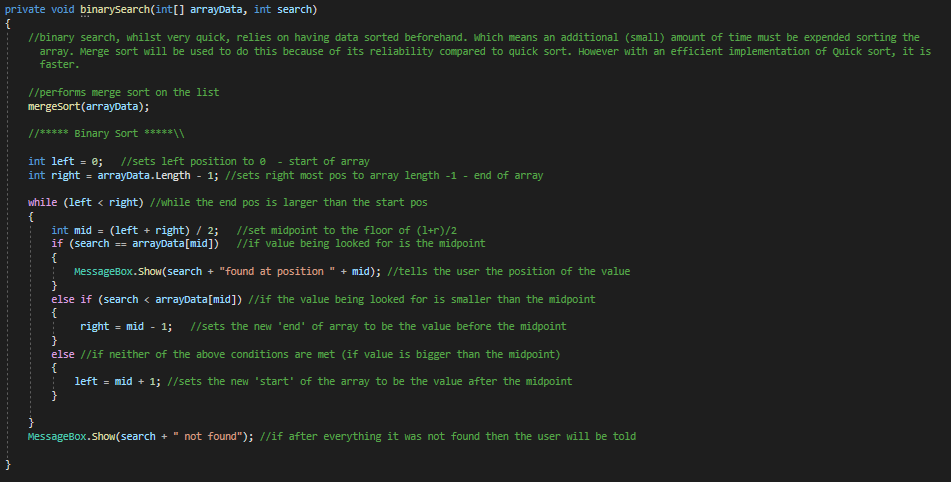 private void binarySearch(int[] arrayData, int search)
{
//binary search, whilst very quick, relies on having data sorted beforehand. Which means an additional (small) amount of time must be expended sorting the
array. Merge sort will be used to do this because of its reliability compared to quick sort. However with an efficient implementation of Quick sort, it is
faster.
//performs merge sort on the list
mergeSort(arrayData);
//***** Binary Sort *****\\
int left = 0;   //sets left position to 0  - start of array
int right = arrayData.Length - 1; //sets right most pos to array length -1 - end of array
while (left < right) //while the end pos is larger than the start pos
{
int mid = (left + right) / 2;   //set midpoint to the floor of (l+r)/2
if (search == arrayData[mid])   //if value being looked for is the midpoint
{
MessageBox.Show(search + "found at position " + mid); //tells the user the position of the value
}
else if (search < arrayData[mid]) //if the value being looked for is smaller than the midpoint
{
right = mid - 1;   //sets the new 'end' of array to be the value before the midpoint
}
else //if neither of the above conditions are met (if value is bigger than the midpoint)
{
left = mid + 1; //sets the new 'start' of the array to be the value after the midpoint
}
}
MessageBox.Show(search + " not found"); //if after everything it was not found then the user will be told
}